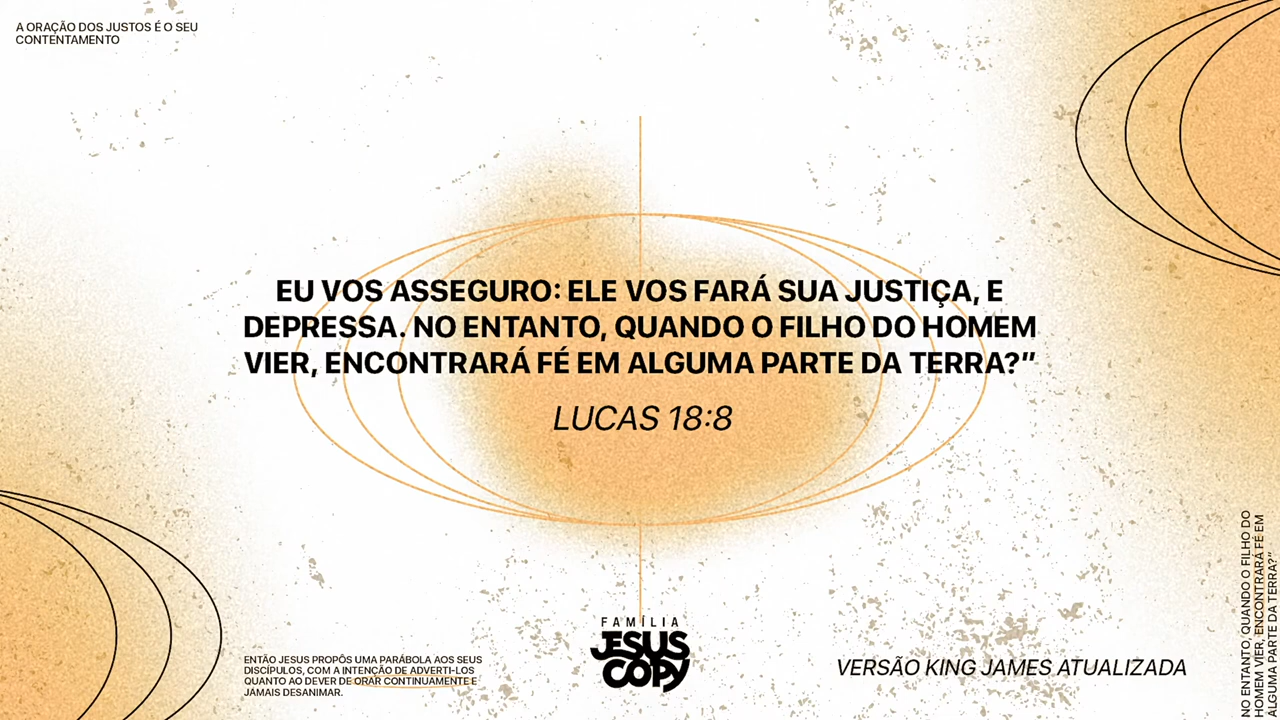 A ORAÇÃO DOS JUSTOS É O SEU
CONTENTAMENTO
EU VOS ASSEGURO: ELE VOS FARÁ SUA JUSTIÇA, E
DEPRESSA. NO ENTANTO, QUANDO O FILHO DO HOMEM
VIER, ENCONTRARÁ FÉ EM ALGUMA PARTE DA TERRA?”
LUCAS 18:8
ENTÃO JESUS PROPÔS UMA PARÁBOLA AOS SEUS
DISCÍPULOS, COM A INTENÇÃO DE ADVERTI-LOS
QUANTO AO DEVER DE ORAR CONTINUAMENTE E
JAMAIS DESANIMAR.
FAMÍLIA
JESUS
COPY
VERSÃO KING JAMES ATUALIZADA
NO ENTANTO, QUANDO O FILHO DO
HOMEM VIER, ENCONTRARÁ FÉ EM
ALGUMA PARTE DA TERRA?”